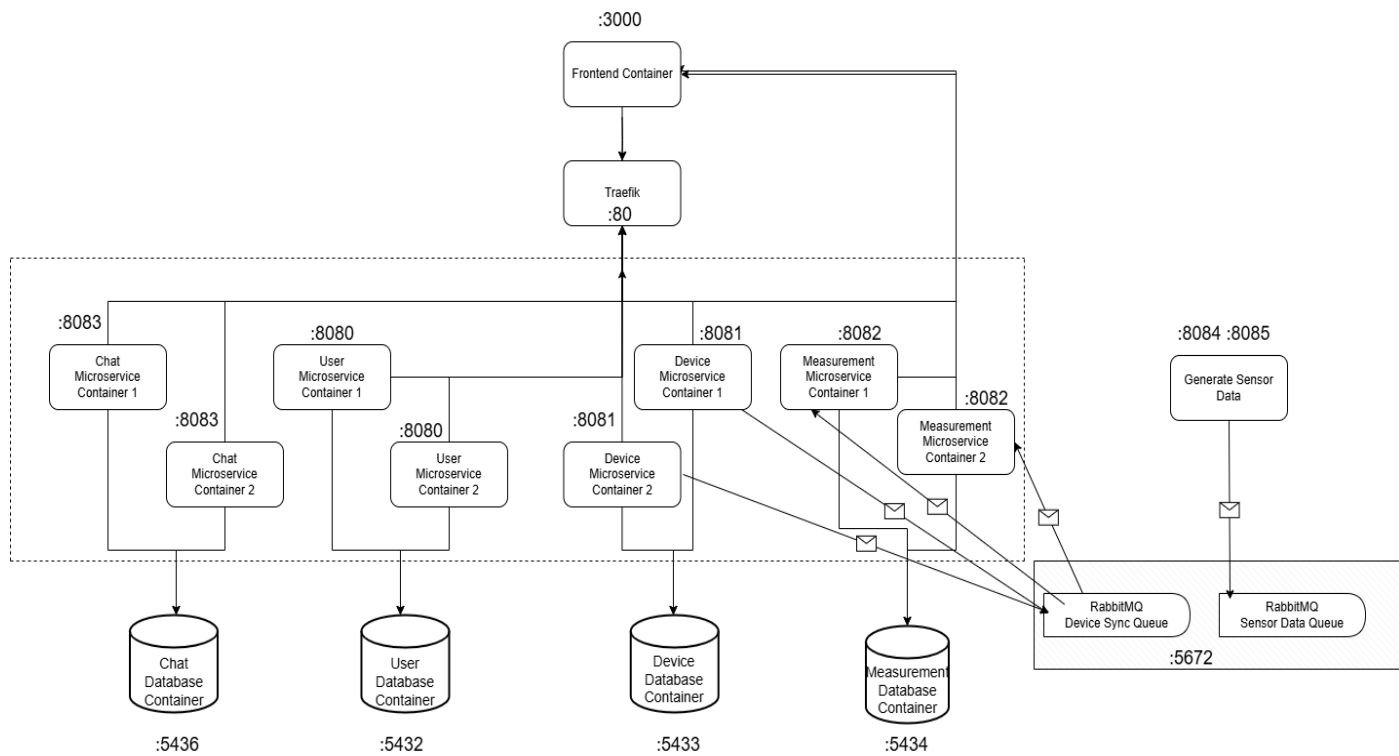 :3000
Frontend Container
Traefik
:80
:8083
Chat
Microservice
Container 1
:8080
User
Microservice
Container 1
:8081
Device
Microservice
Container 1
:8082
Measurement
Microservice
Container 1
:8084 :8085
Generate Sensor
Data
:8083
Chat
Microservice
Container 2
:8080
User
Microservice
Container 2
:8081
Device
Microservice
Container 2
:8082
Measurement
Microservice
Container 2
RabbitMQ
Device Sync Queue
RabbitMQ
Sensor Data Queue
:5672
Chat
Database
Container
:5436
User
Database
Container
:5432
Device
Database
Container
:5433
Measurement
Database
Container
:5434